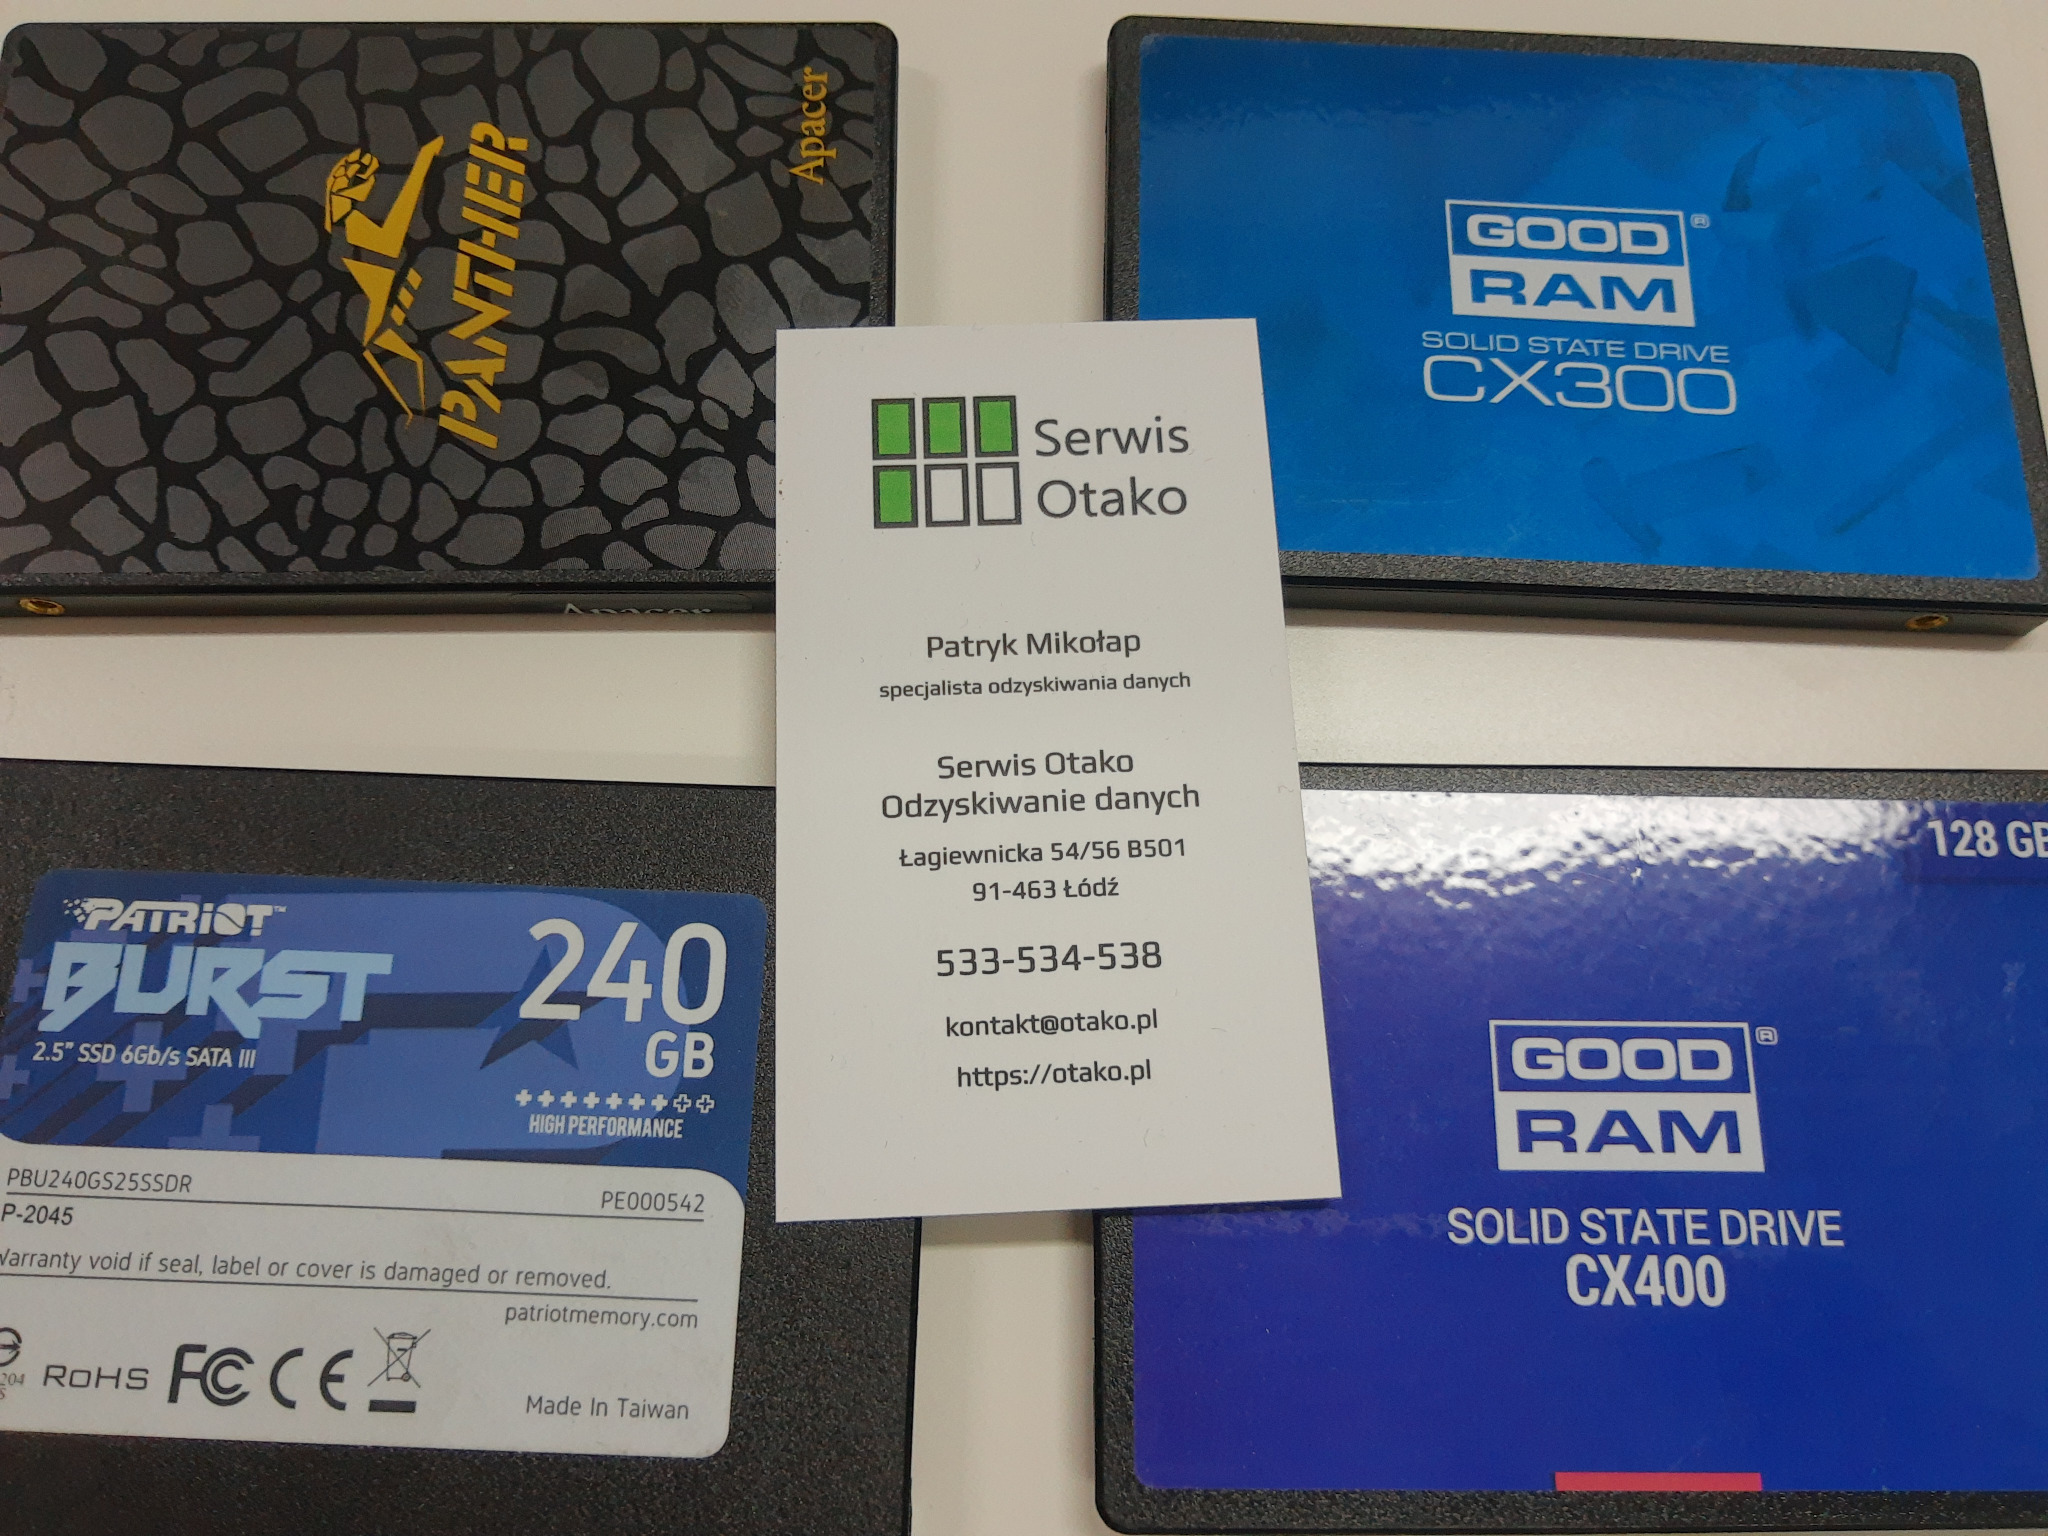 PANTHER
Apacer
Apacer
GOOD
RAM
®
SOLID STATE DRIVE
CX300
Serwis
Otako
Patryk Mikołap
specjalista odzyskiwania danych
Serwis Otako
Odzyskiwanie danych
Łagiewnicka 54/56 B501
91-463 Łódź
533-534-538
kontakt@otako.pl
https://otako.pl
PATRIOT™
BURST
2.5" SSD 6Gb/s SATA III
240
GB
HIGH PERFORMANCE
PBU240GS25SSDR
PE000542
P-2045
Warranty void if seal, label or cover is damaged or removed.
patriotmemory.com
RoHS FC CE
Made In Taiwan
128 GB
GOOD
RAM
®
SOLID STATE DRIVE
CX400